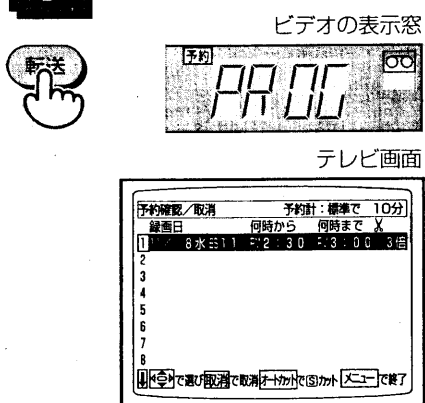 ビデオの表示窓
転送
予約
PROG
テレビ画面
予約確認/取消 予約計:標準で 10分
録画日 何時から 何時まで
1 8水 11 2:30 3:00 3倍
2
3
4
5
6
7
8
で選び取消で取消オートカットでⓈカット メニューで終了